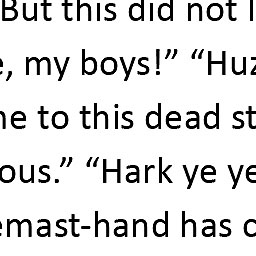 But this did not l
e, my boys!” “Huz
ne to this dead st
ous.” “Hark ye ye
emast-hand has c